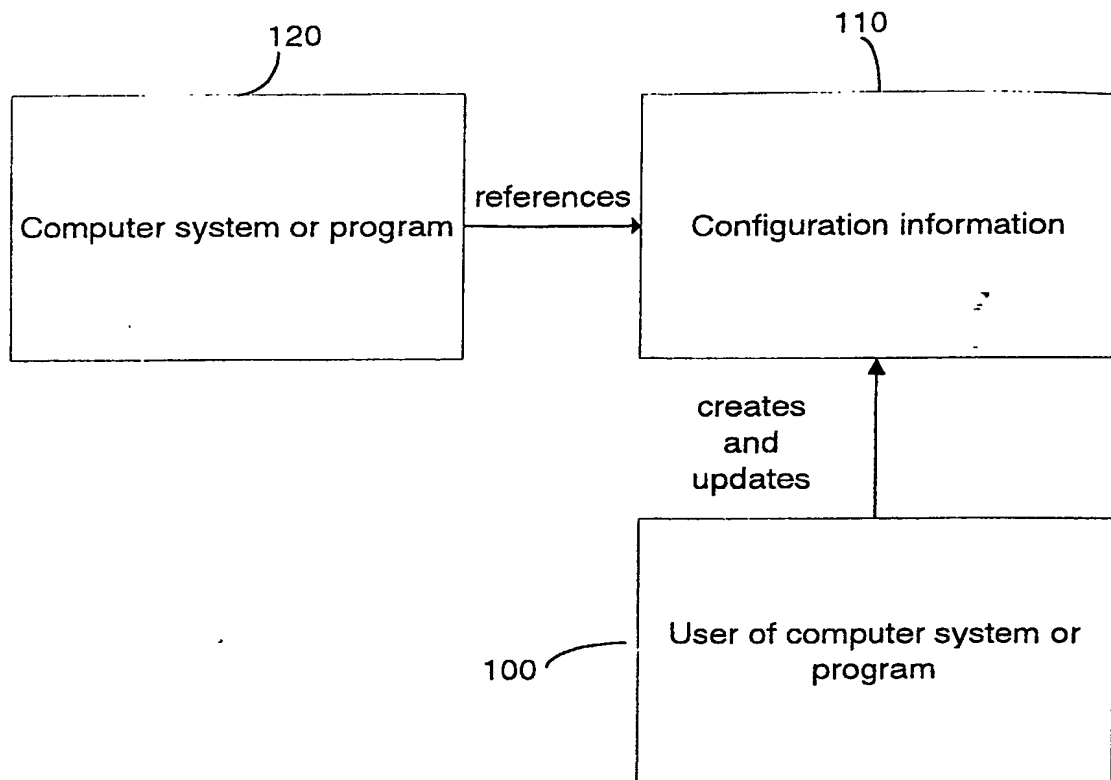 120
110
Computer system or program
references
Configuration information
creates
and
updates
100
User of computer system or
program